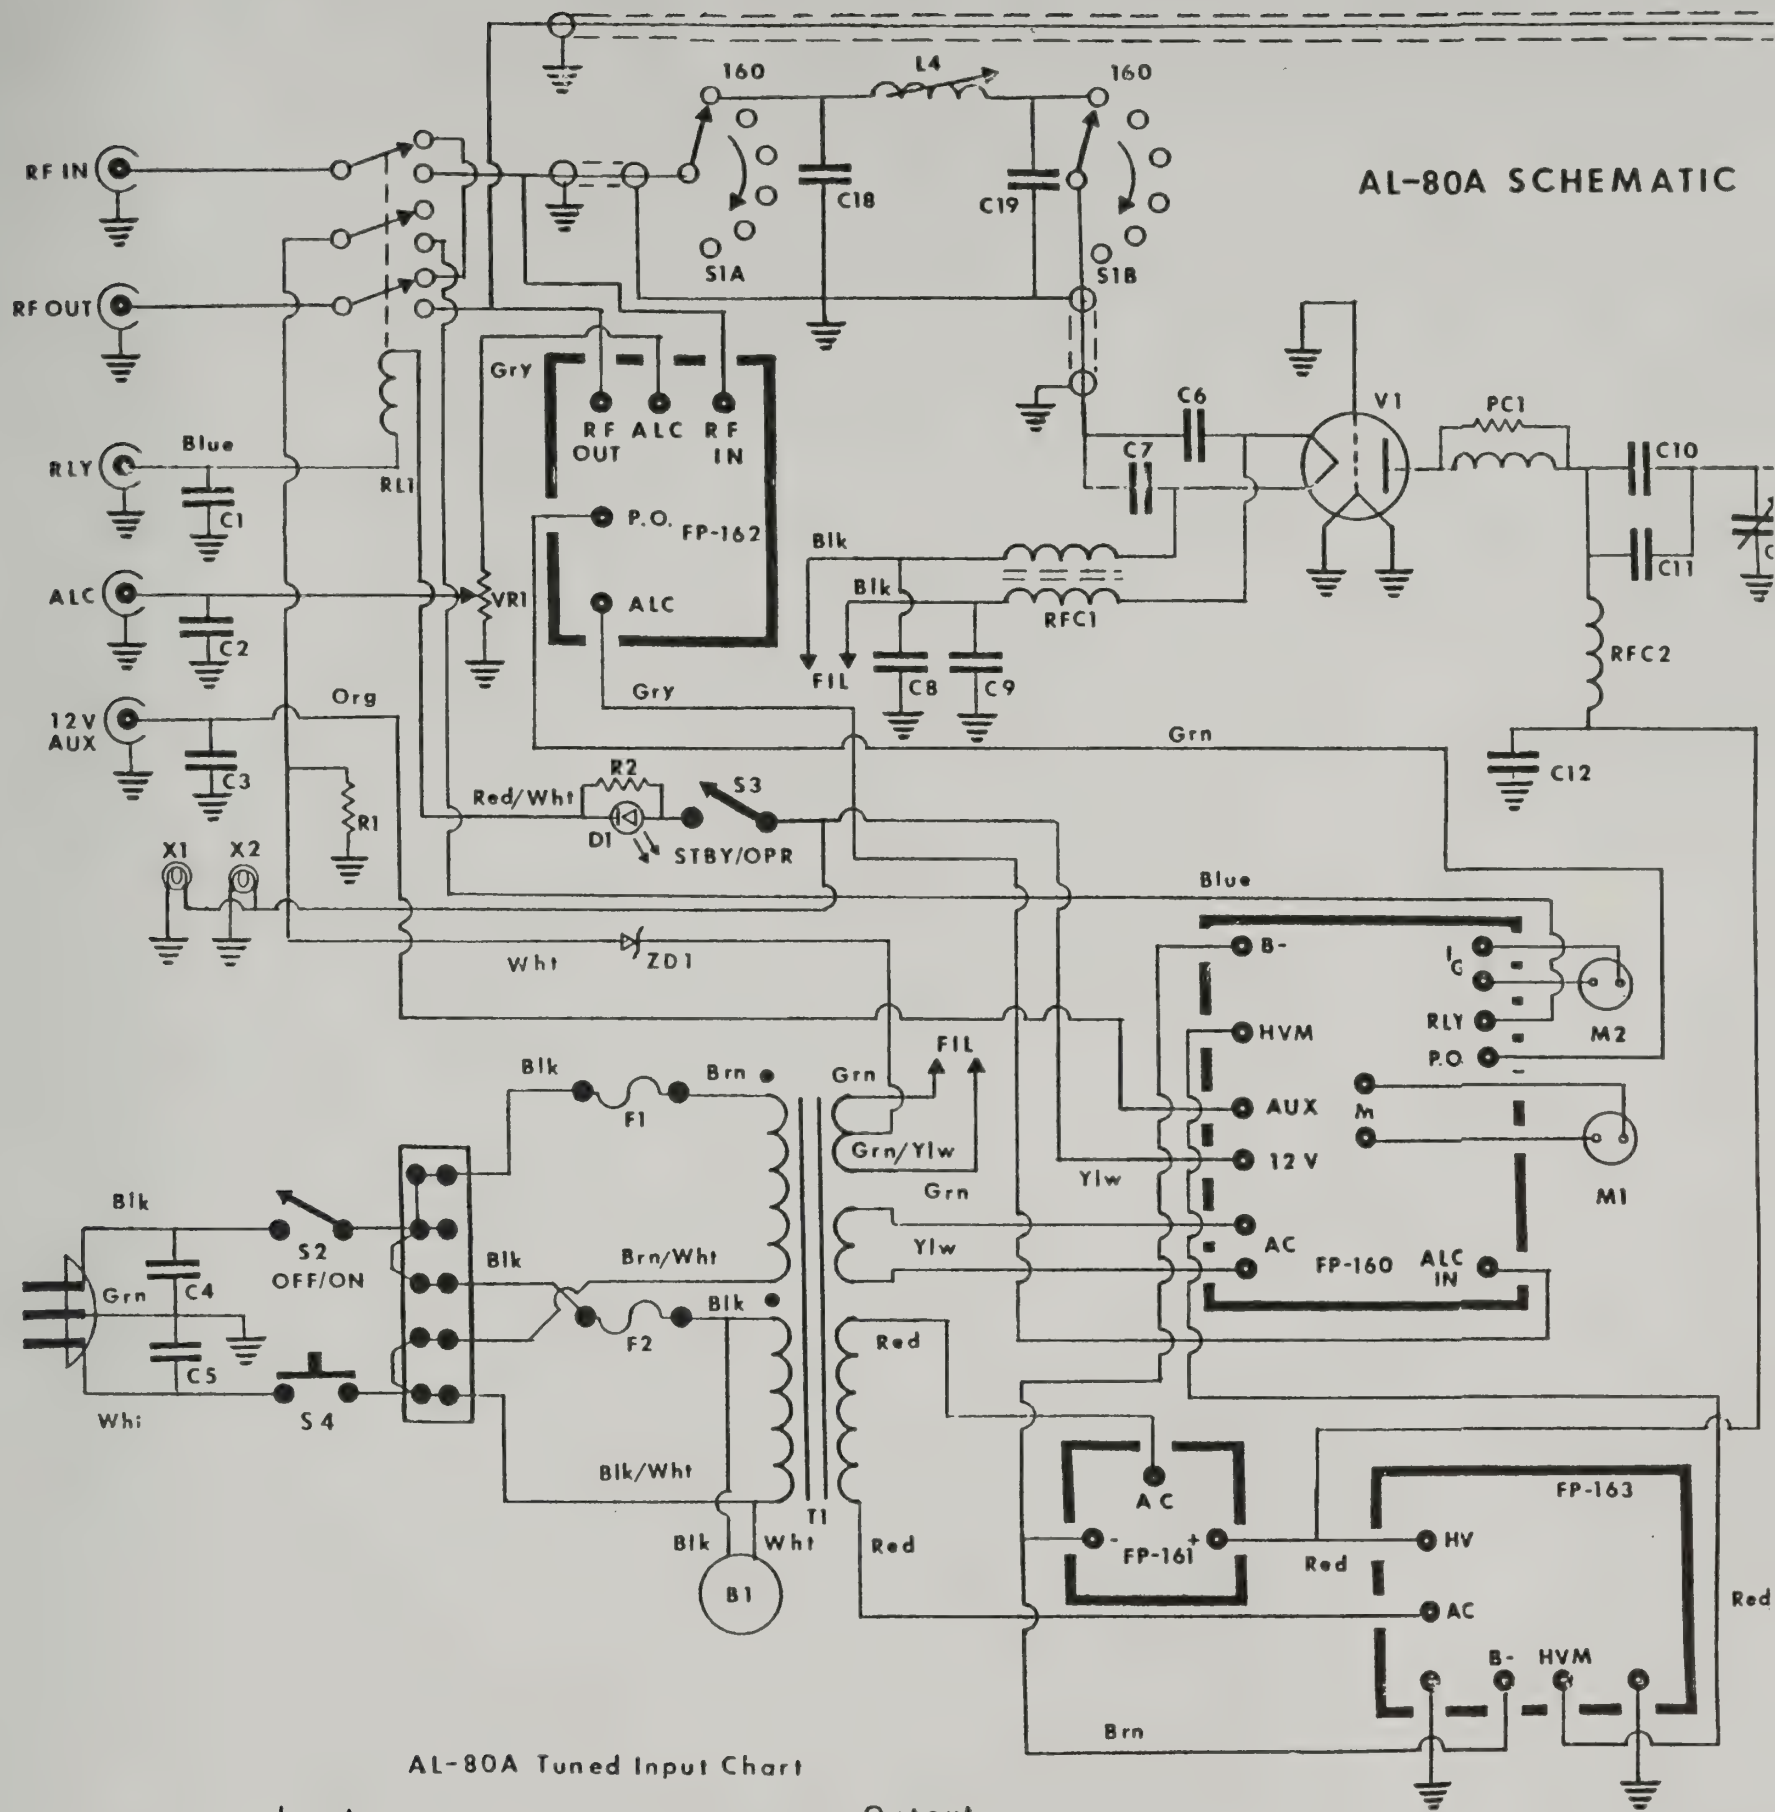 160
L4
160
RF IN
C18
C19
AL-80A SCHEMATIC
S1A
S1B
RF OUT
Gry
C6
V1
PC1
RF OUT
ALC
RF IN
C7
C10
Blue
RLY
RL1
C1
P.O.
FP-162
Blk
C11
Blk
ALC
VR1
ALC
RFC1
C2
RFC2
FIL
C8
C9
Gry
Org
12V
AUX
Grn
C3
C12
R2
S3
Red/Wht
R1
D1
STBY/OPR
X1
X2
Blue
B-
IG
Wht
ZD1
RLY
M2
HVM
FIL
P.O.
Blk
Brn
Grn
F1
AUX
M
Grn/Ylw
12V
Ylw
Grn
M1
Blk
S2
OFF/ON
Blk
Brn/Wht
Ylw
AC
FP-160
ALC
IN
C4
Grn
Blk
F2
Red
C5
Whi
S4
Blk/Wht
AC
FP-163
T1
Blk
Wht
Red
-
FP-161
+
Red
HV
B1
AC
Red
B-
HVM
Brn
AL-80A Tuned Input Chart